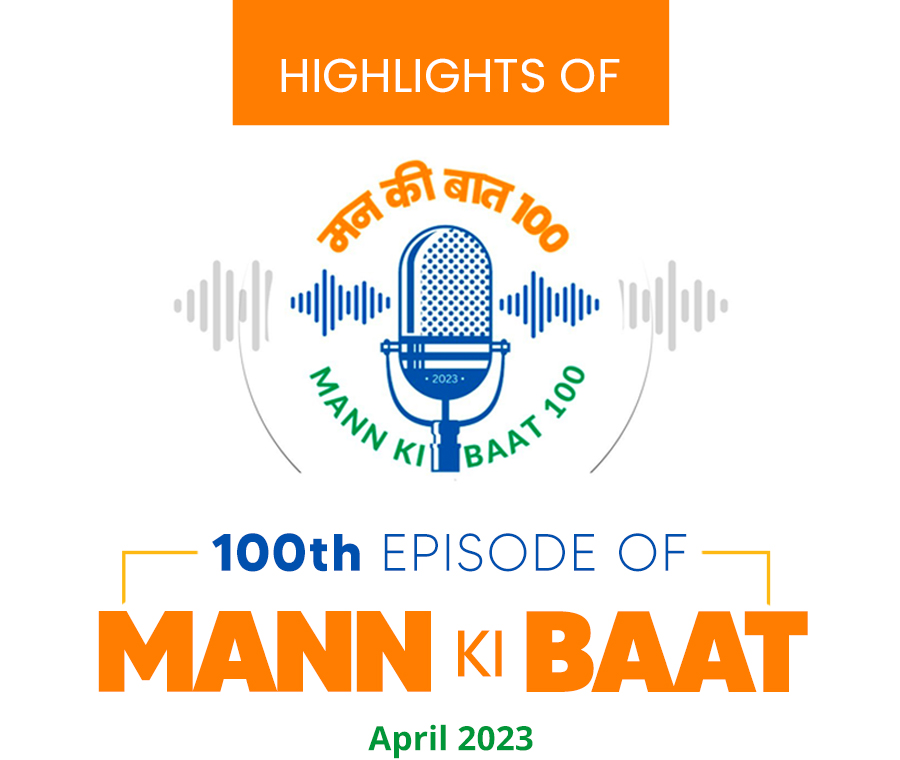 HIGHLIGHTS OF
मन की बात 100
• 2023 •
MANN KI BAAT 100
100th EPISODE OF
MANN KI BAAT
April 2023